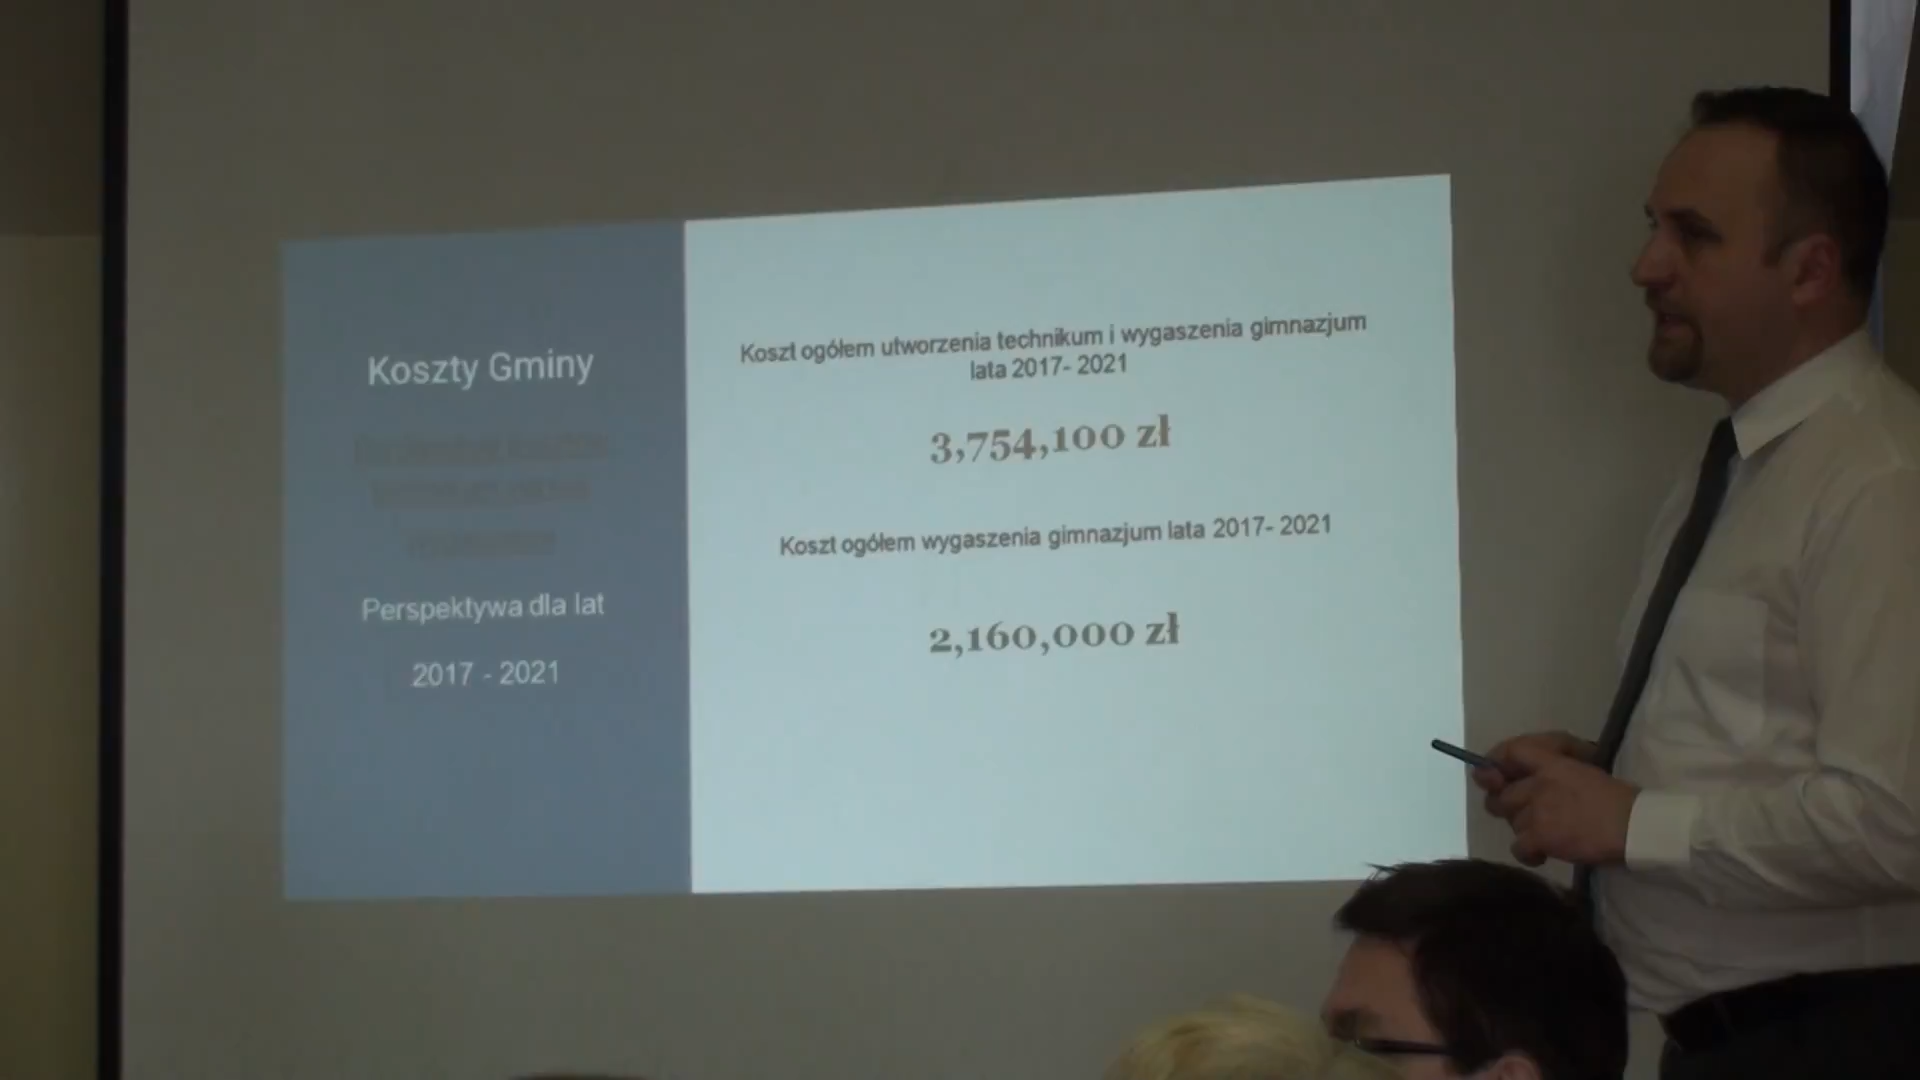 Koszty Gminy
Perspektywa dla lat
2017 - 2021
Koszt ogółem utworzenia technikum i wygaszenia gimnazjum
lata 2017- 2021
3,754,100 zł
Koszt ogółem wygaszenia gimnazjum lata 2017- 2021
2,160,000 zł